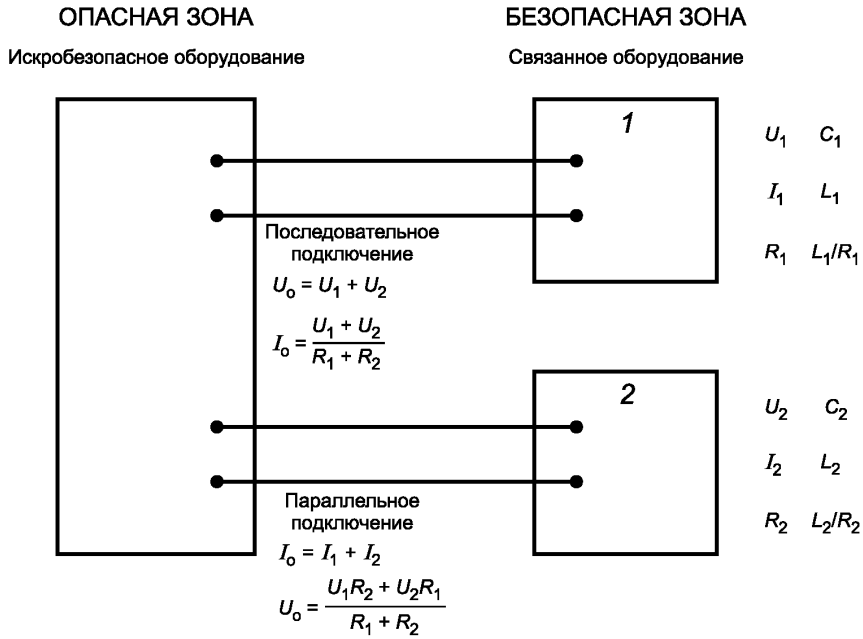 ОПАСНАЯ ЗОНА
БЕЗОПАСНАЯ ЗОНА
Искробезопасное оборудование
Связанное оборудование
1
U₁ C₁
I₁ L₁
R₁ L₁/R₁
Последовательное
подключение
Uₒ = U₁ + U₂
Iₒ = (U₁ + U₂)/(R₁ + R₂)
2
U₂ C₂
I₂ L₂
R₂ L₂/R₂
Параллельное
подключение
Iₒ = I₁ + I₂
Uₒ = (U₁R₂ + U₂R₁)/(R₁ + R₂)